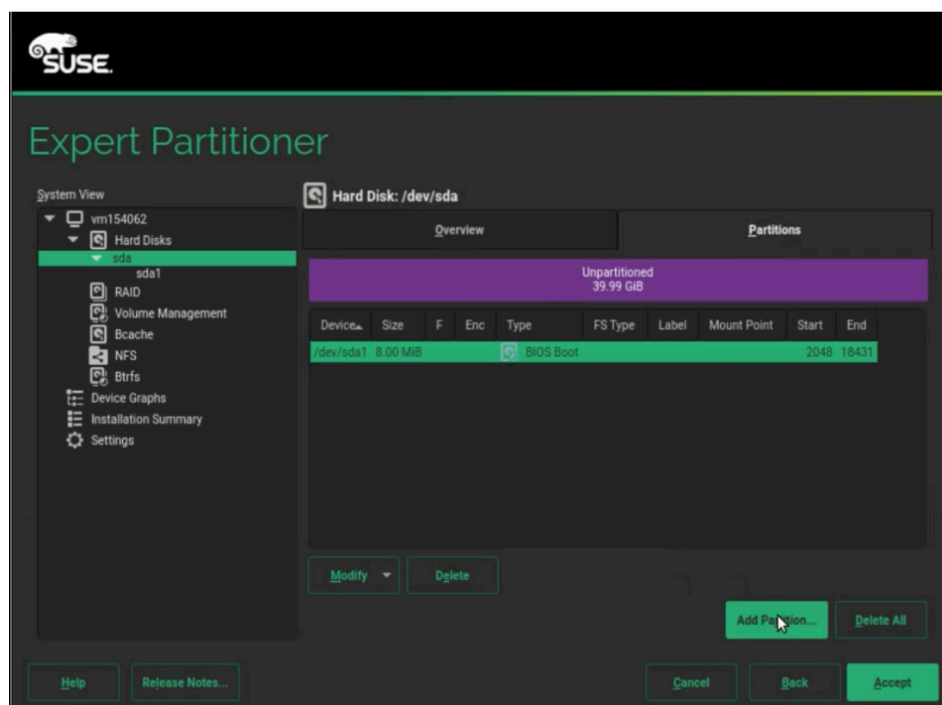 SUSE.
Expert Partitioner
System View
vm154062
Hard Disks
sda
sda1
RAID
Volume Management
Bcache
NFS
Btrfs
Device Graphs
Installation Summary
Settings
Hard Disk: /dev/sda
Overview Partitions
Unpartitioned
39.99 GiB
Device Size F Enc Type FS Type Label Mount Point Start End
/dev/sda1 8.00 MiB BIOS Boot 2048 18431
Modify Delete
Add Partition... Delete All
Help Release Notes... Cancel Back Accept